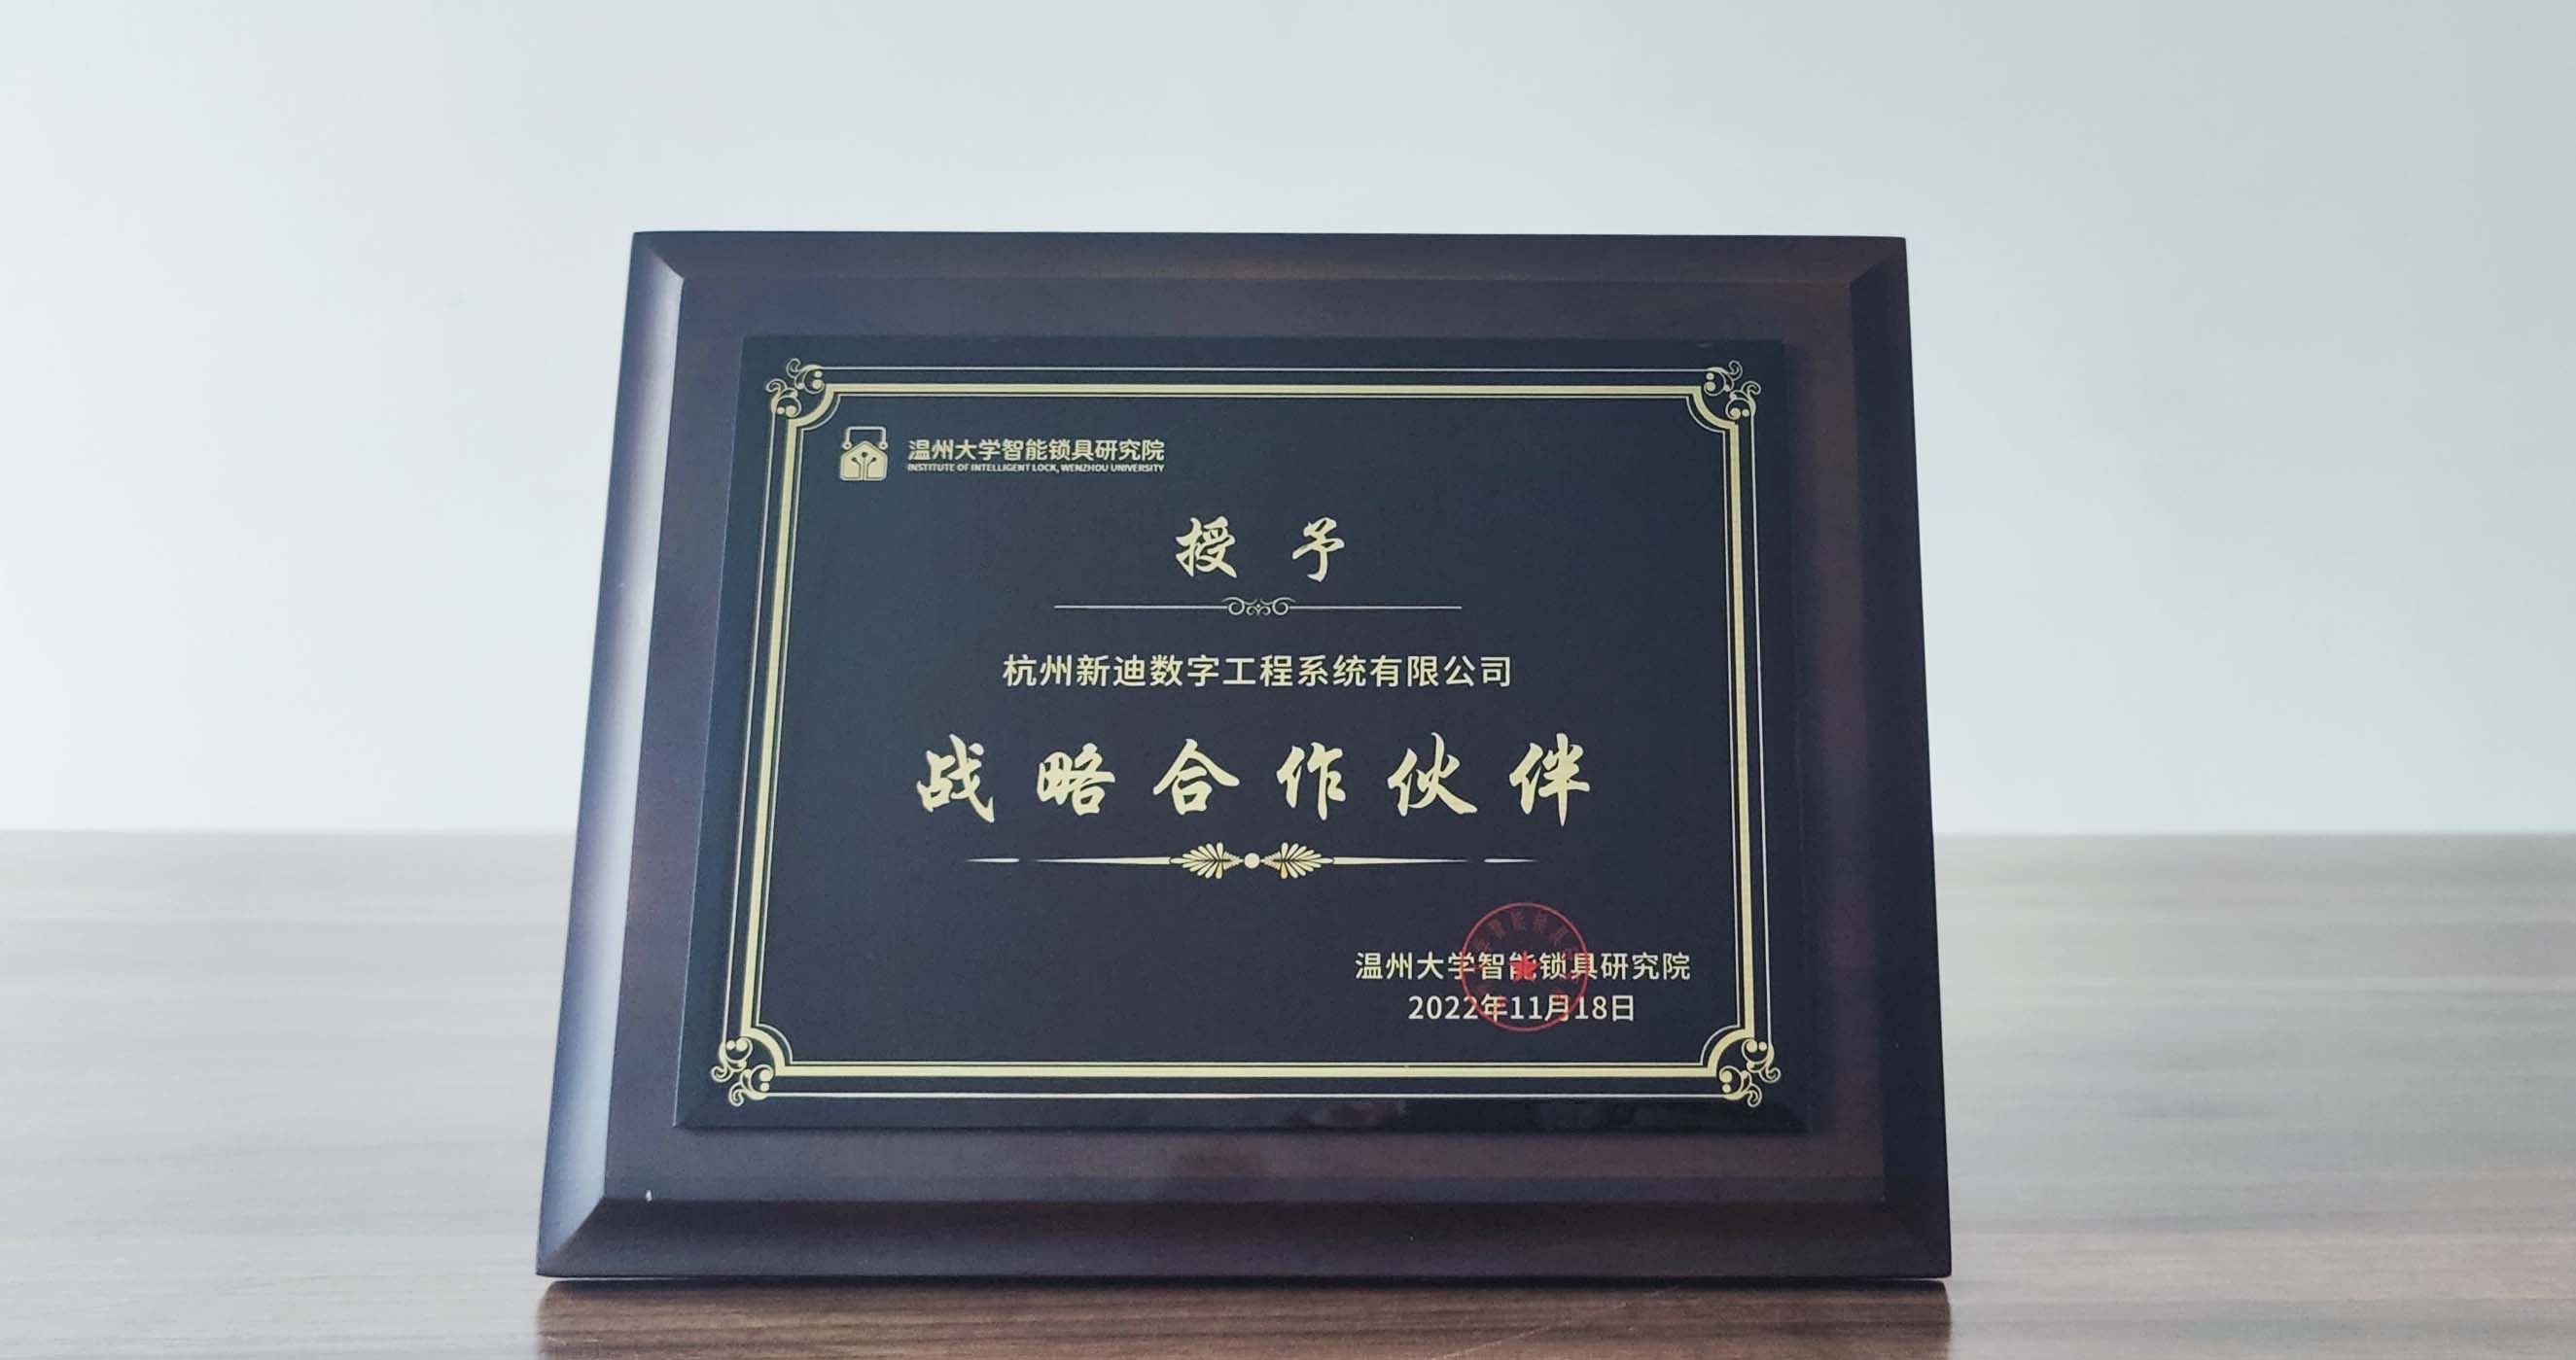 温州大学智能锁具研究院
INSTITUTE OF INTELLIGENT LOCK, WENZHOU UNIVERSITY
授予
杭州新迪数字工程系统有限公司
战略合作伙伴
温州大学智能锁具研究院
2022年11月18日